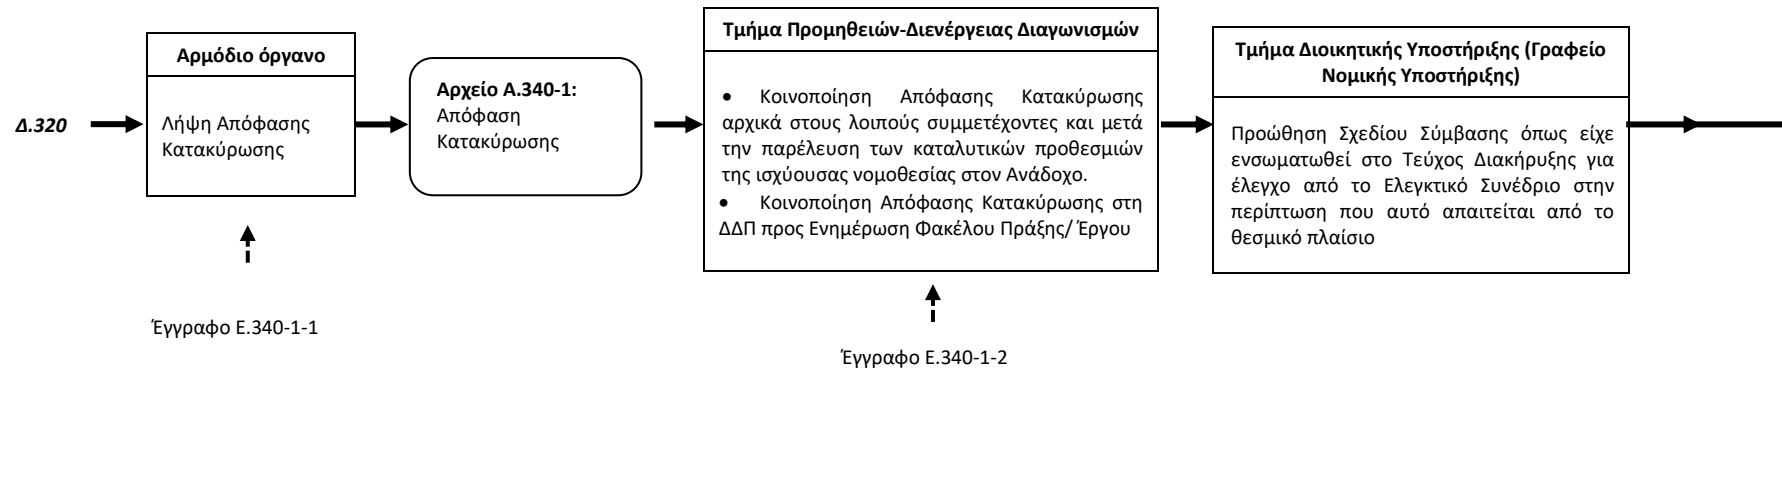 Δ.320
Αρμόδιο όργανο
Λήψη Απόφασης
Κατακύρωσης
Έγγραφο Ε.340-1-1
Αρχείο Α.340-1:
Απόφαση
Κατακύρωσης
Τμήμα Προμηθειών-Διενέργειας Διαγωνισμών
• Κοινοποίηση Απόφασης Κατακύρωσης
αρχικά στους λοιπούς συμμετέχοντες και μετά
την παρέλευση των καταλυτικών προθεσμιών
της ισχύουσας νομοθεσίας στον Ανάδοχο.
• Κοινοποίηση Απόφασης Κατακύρωσης στη
ΔΔΠ προς Ενημέρωση Φακέλου Πράξης/ Έργου
Έγγραφο Ε.340-1-2
Τμήμα Διοικητικής Υποστήριξης (Γραφείο
Νομικής Υποστήριξης)
Προώθηση Σχεδίου Σύμβασης όπως είχε
ενσωματωθεί στο Τεύχος Διακήρυξης για
έλεγχο από το Ελεγκτικό Συνέδριο στην
περίπτωση που αυτό απαιτείται από το
θεσμικό πλαίσιο